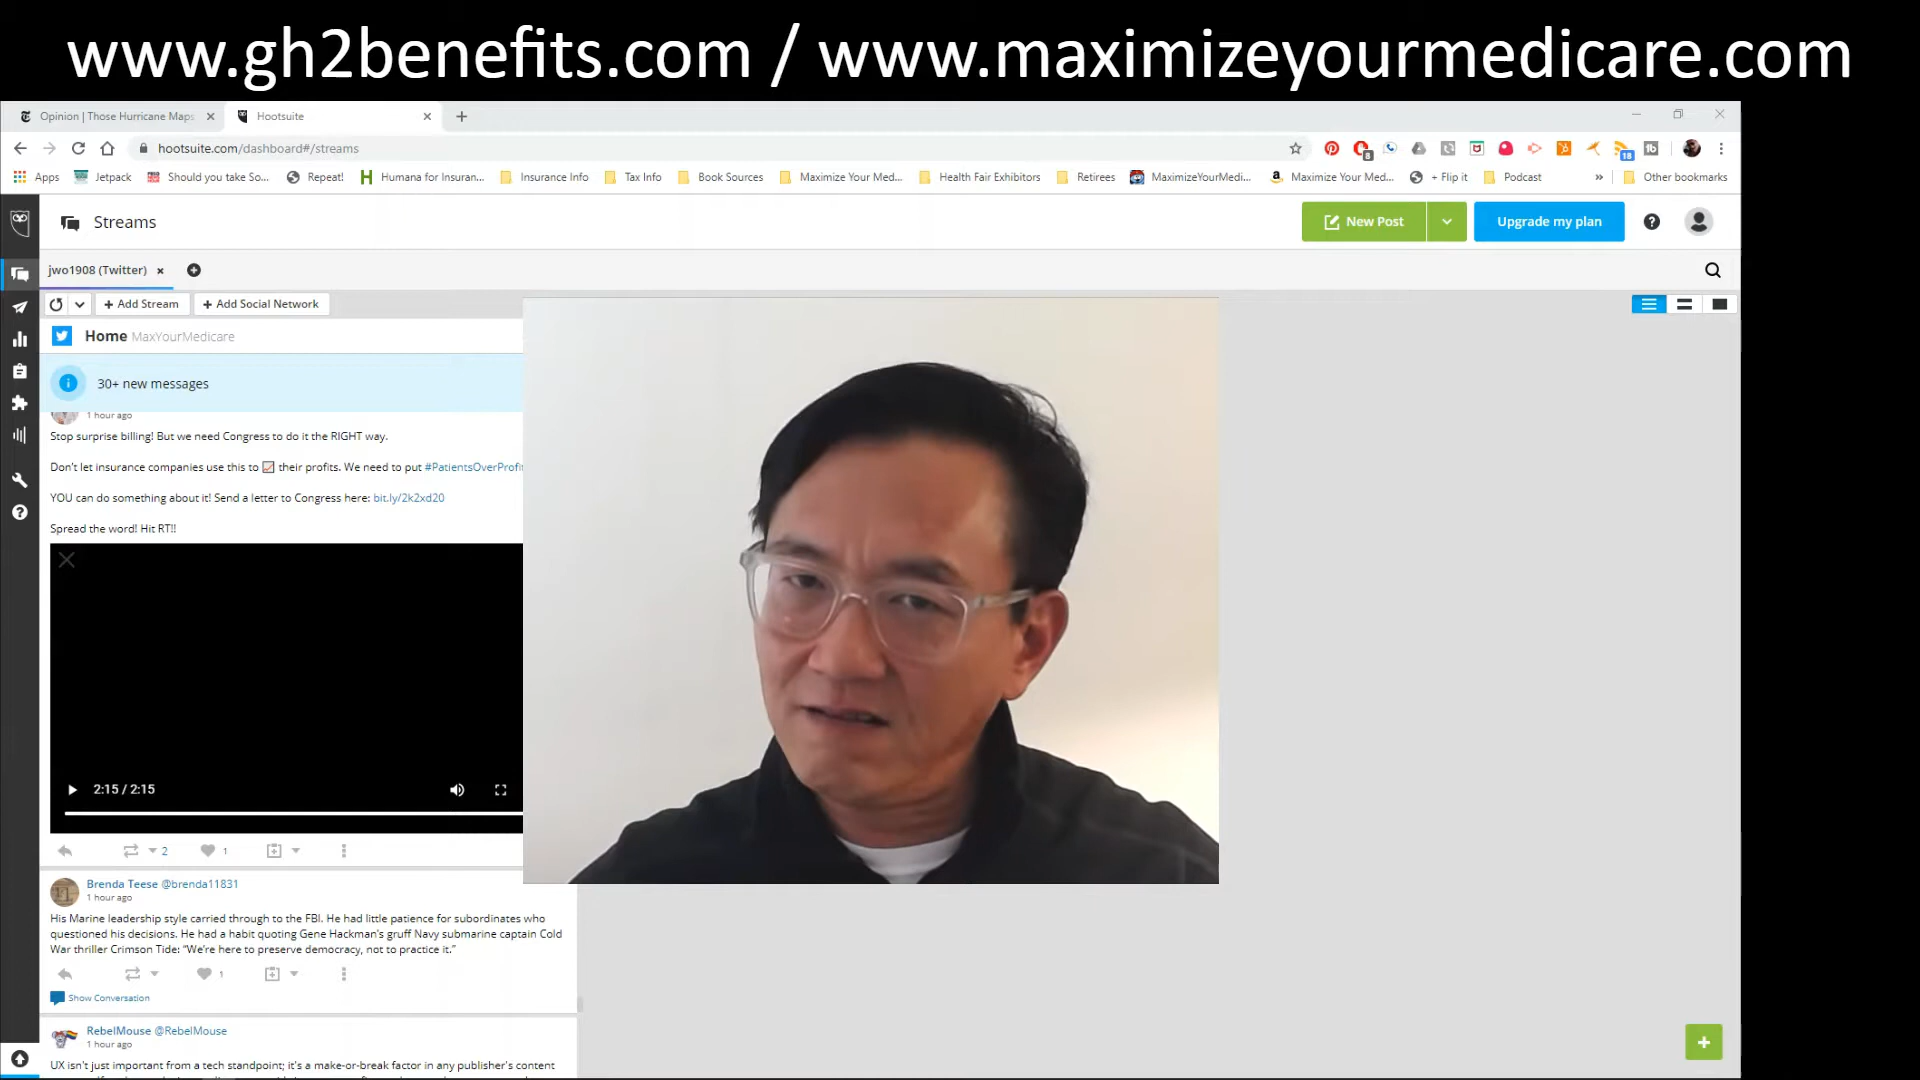 www.gh2benefits.com / www.maximizeyourmedicare.com
Opinion | Those Hurricane Maps
Hootsuite
hootsuite.com/dashboard#/streams
8
18
Apps
Jetpack
Should you take So...
Repeat!
Humana for Insuran...
Insurance Info
Tax Info
Book Sources
Maximize Your Med...
Health Fair Exhibitors
Retirees
MaximizeYourMedi...
Maximize Your Med...
+ Flip it
Podcast
»
Other bookmarks
Streams
New Post
Upgrade my plan
jwo1908 (Twitter)
+ Add Stream
+ Add Social Network
Home MaxYourMedicare
30+ new messages
1 hour ago
Stop surprise billing! But we need Congress to do it the RIGHT way.
Don't let insurance companies use this to 📈 their profits. We need to put #PatientsOverProfi
YOU can do something about it! Send a letter to Congress here: bit.ly/2k2xd20
Spread the word! Hit RT!!
2:15 / 2:15
2
1
Brenda Teese @brenda11831
1 hour ago
His Marine leadership style carried through to the FBI. He had little patience for subordinates who
questioned his decisions. He had a habit quoting Gene Hackman's gruff Navy submarine captain Cold
War thriller Crimson Tide: “We're here to preserve democracy, not to practice it.”
1
Show Conversation
RebelMouse @RebelMouse
1 hour ago
UX isn't just important from a tech standpoint; it's a make-or-break factor in any publisher's content